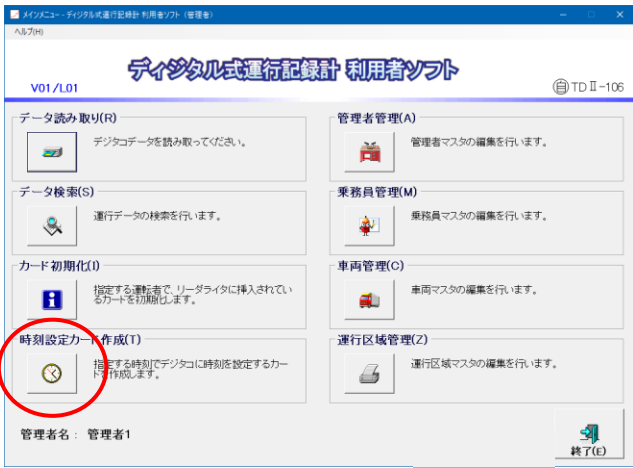 メインメニュー - ディジタル式運行記録計 利用者ソフト (管理者)
ヘルプ(H)
ディジタル式運行記録計 利用者ソフト
V01/L01
自 TDⅡ-106
データ読み取り(R)
デジタコデータを読み取ってください。
データ検索(S)
運行データの検索を行います。
カード初期化(I)
指定する運転者で、リーダライタに挿入されてい
るカードを初期化します。
時刻設定カード作成(T)
指定する時刻でデジタコに時刻を設定するカー
ドを作成します。
管理者管理(A)
管理者マスタの編集を行います。
乗務員管理(M)
乗務員マスタの編集を行います。
車両管理(C)
車両マスタの編集を行います。
運行区域管理(Z)
運行区域マスタの編集を行います。
管理者名 : 管理者1
終了(E)